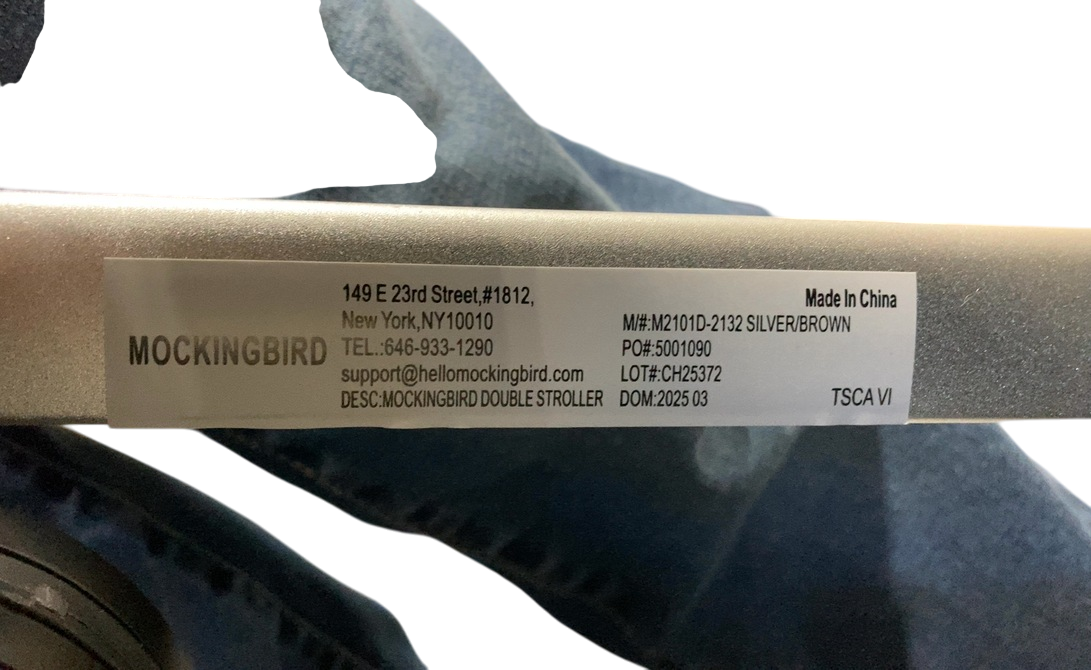 MOCKINGBIRD
149 E 23rd Street,#1812,
New York,NY10010
TEL.:646-933-1290
support@hellomockingbird.com
DESC:MOCKINGBIRD DOUBLE STROLLER
Made In China
M/#:M2101D-2132 SILVER/BROWN
PO#:5001090
LOT#:CH25372
DOM:2025 03
TSCA VI